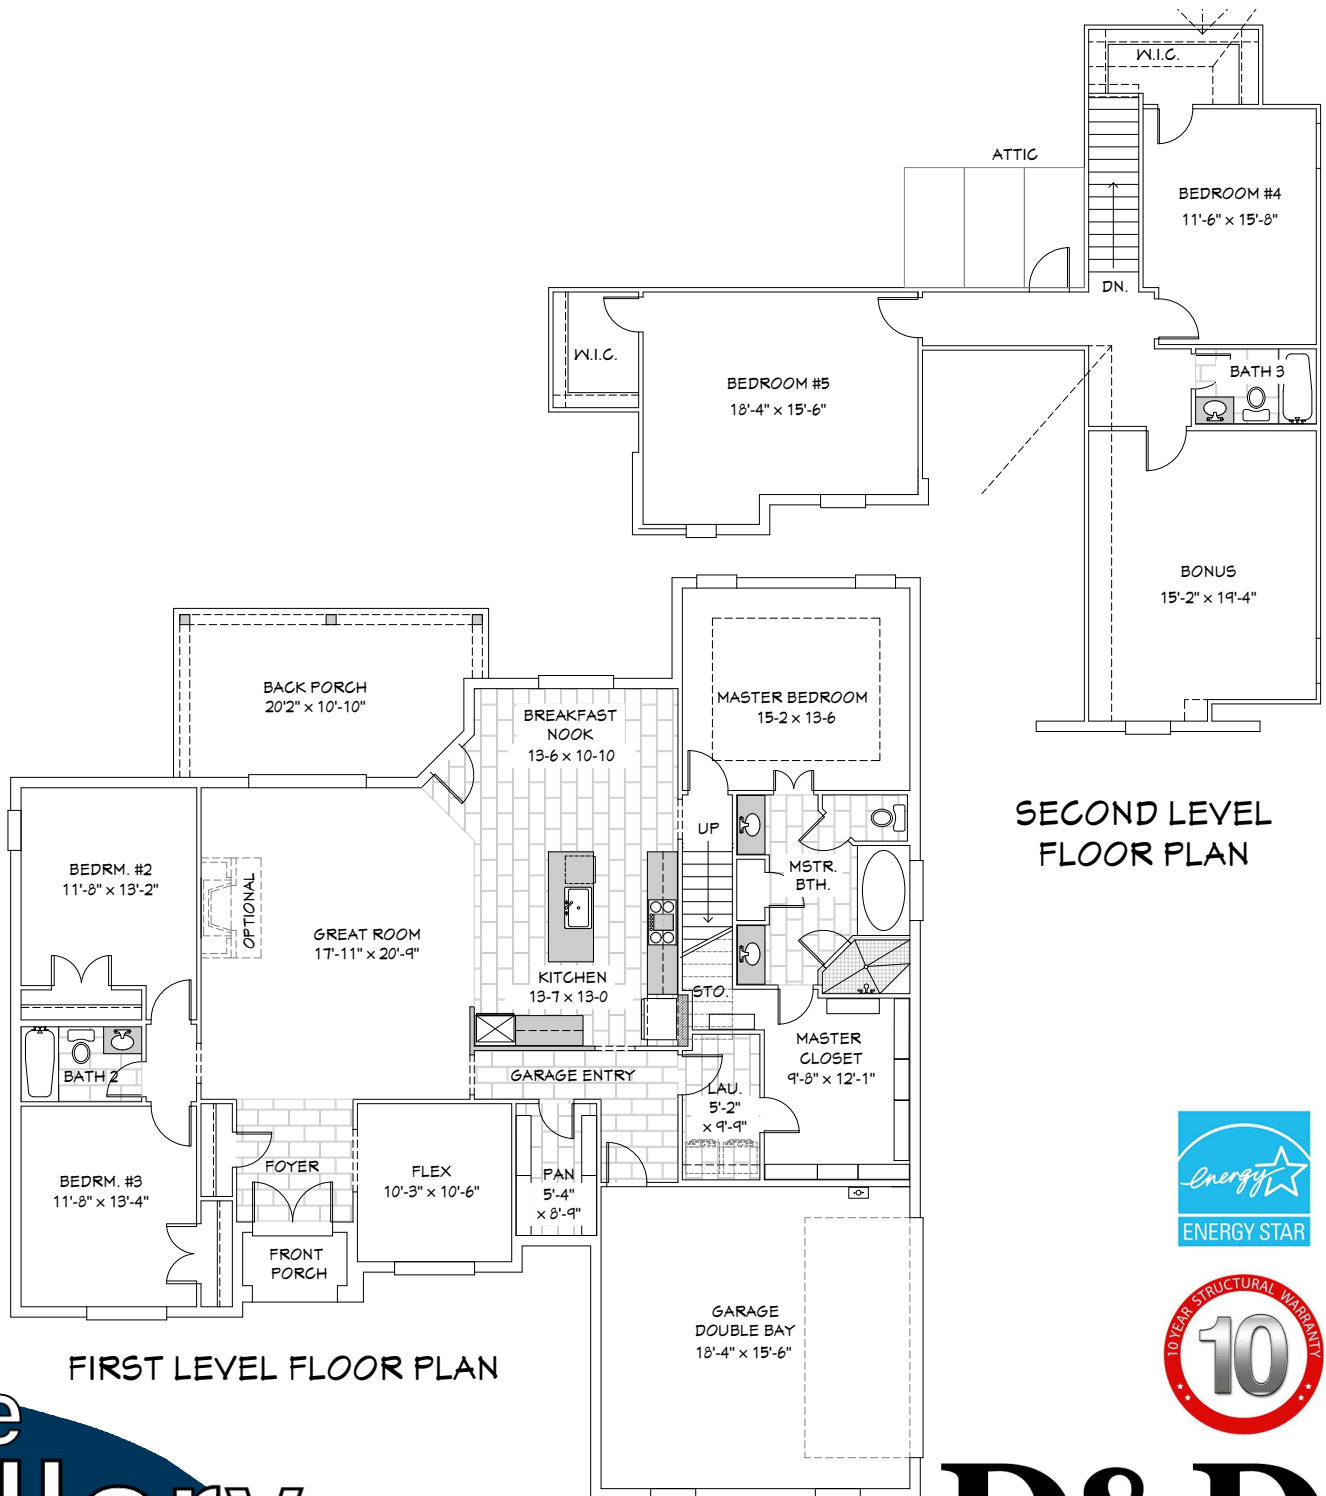 W.I.C.
ATTIC
BEDROOM #4
11'-6" x 15'-8"
DN.
W.I.C.
BEDROOM #5
18'-4" x 15'-6"
BATH 3
BONUS
15'-2" x 19'-4"
SECOND LEVEL
FLOOR PLAN
BACK PORCH
20'2" x 10'-10"
BREAKFAST
NOOK
13-6 x 10-10
MASTER BEDROOM
15-2 x 13-6
UP
MSTR.
BTH.
BEDRM. #2
11'-8" x 13'-2"
OPTIONAL
GREAT ROOM
17'-11" x 20'-9"
KITCHEN
13-7 x 13-0
STO.
MASTER
CLOSET
9'-8" x 12'-1"
BATH 2
GARAGE ENTRY
LAU.
5'-2"
x 9'-9"
BEDRM. #3
11'-8" x 13'-4"
FOYER
FLEX
10'-3" x 10'-6"
PAN
5'-4"
x 8'-9"
FRONT
PORCH
GARAGE
DOUBLE BAY
18'-4" x 15'-6"
FIRST LEVEL FLOOR PLAN
energy
ENERGY STAR
10 YEAR STRUCTURAL WARRANTY
10
D&D